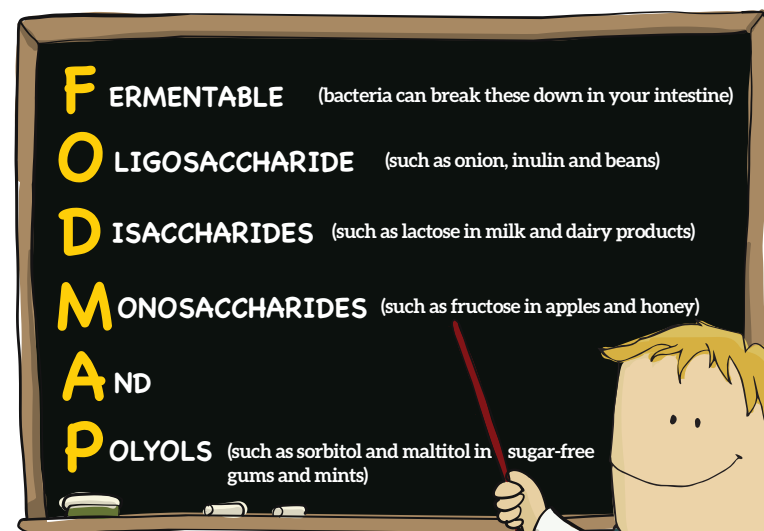 FERMENTABLE (bacteria can break these down in your intestine)
OLIGOSACCHARIDE (such as onion, inulin and beans)
DISACCHARIDES (such as lactose in milk and dairy products)
MONOSACCHARIDES (such as fructose in apples and honey)
AND
POLYOLS (such as sorbitol and maltitol in sugar-free
gums and mints)